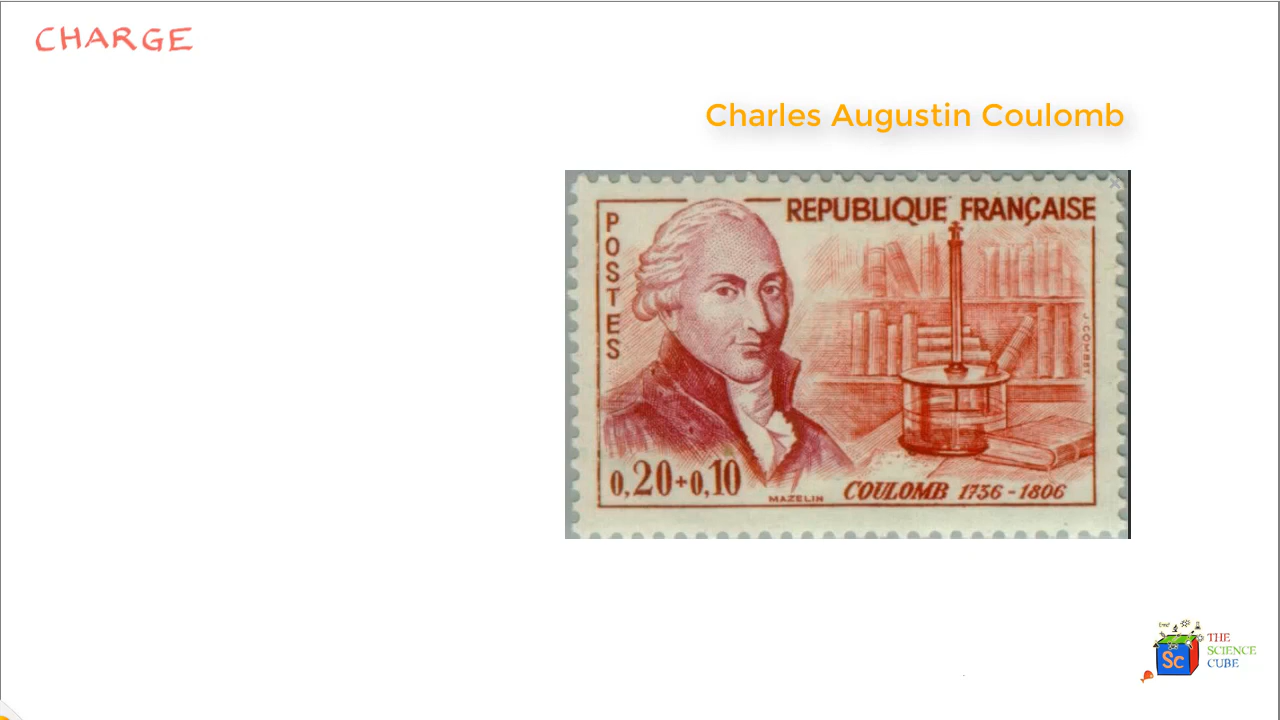 CHARGE
Charles Augustin Coulomb
POSTES
REPUBLIQUE FRANÇAISE
J. COMBET
0,20+0,10
MAZELIN
COULOMB 1736-1806
Sc
THE
SCIENCE
CUBE